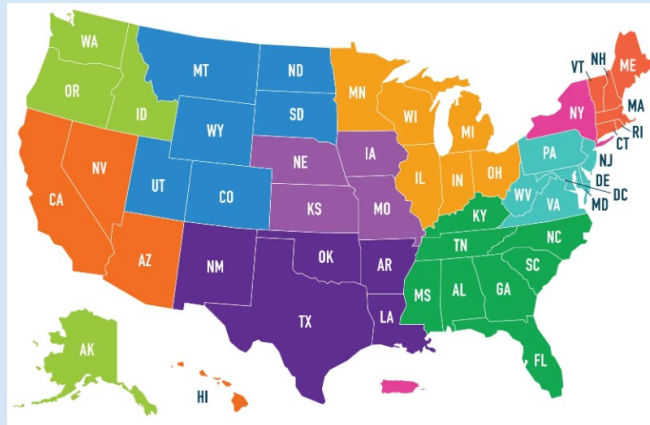 WA
OR
ID
MT
ND
SD
WY
UT
CO
MN
WI
MI
IL
IN
OH
NE
IA
KS
MO
CA
NV
AZ
NM
OK
AR
TX
LA
KY
TN
NC
SC
MS
AL
GA
FL
VT
NH
ME
NY
MA
RI
CT
PA
NJ
DE
DC
MD
WV
VA
AK
HI